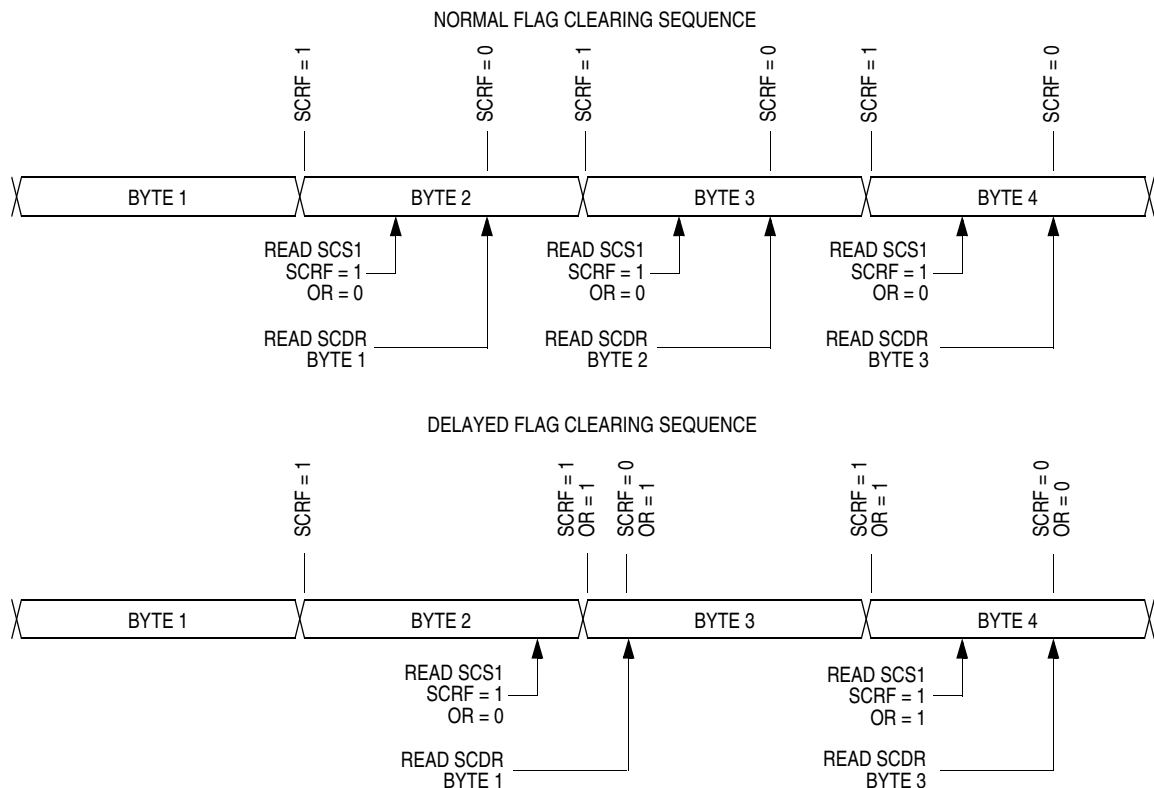 NORMAL FLAG CLEARING SEQUENCE
SCRF = 1
SCRF = 0
SCRF = 1
SCRF = 0
SCRF = 1
SCRF = 0
BYTE 1
BYTE 2
BYTE 3
BYTE 4
READ SCS1
SCRF = 1
OR = 0
READ SCS1
SCRF = 1
OR = 0
READ SCS1
SCRF = 1
OR = 0
READ SCDR
BYTE 1
READ SCDR
BYTE 2
READ SCDR
BYTE 3
DELAYED FLAG CLEARING SEQUENCE
SCRF = 1
SCRF = 1
OR = 1
SCRF = 0
OR = 1
SCRF = 1
OR = 1
SCRF = 0
OR = 0
BYTE 1
BYTE 2
BYTE 3
BYTE 4
READ SCS1
SCRF = 1
OR = 0
READ SCS1
SCRF = 1
OR = 1
READ SCDR
BYTE 1
READ SCDR
BYTE 3